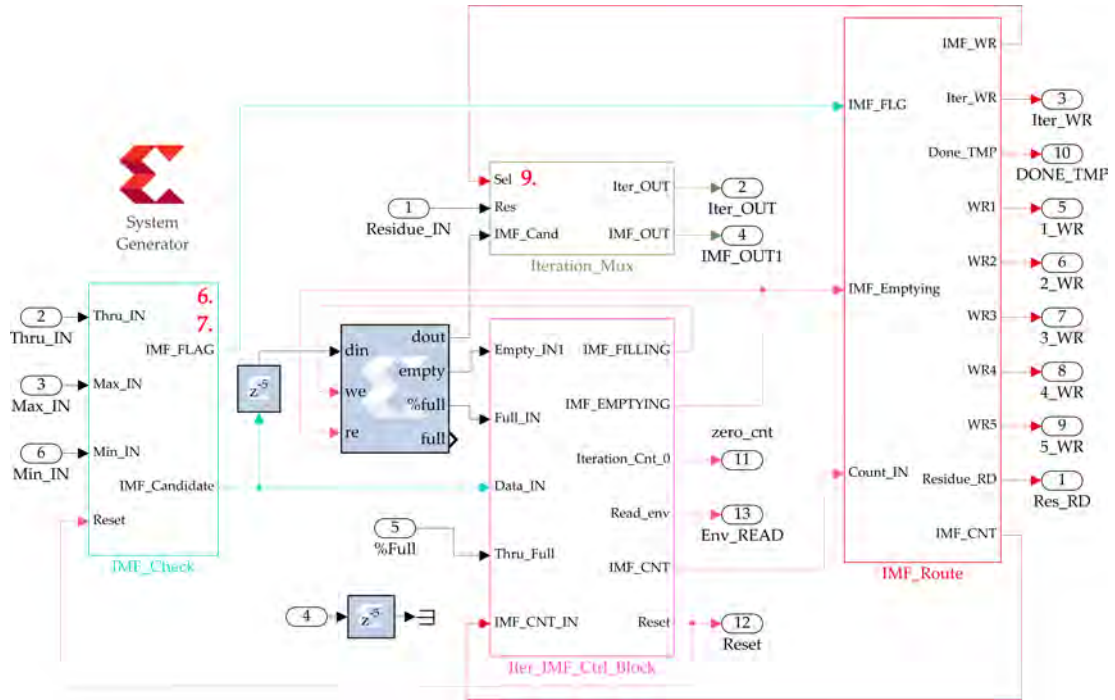 IMF_WR
IMF_FLG
Iter_WR
3
Iter_WR
Done_TMP
10
DONE_TMP
WR1
5
1_WR
WR2
6
2_WR
IMF_Emptying
WR3
7
3_WR
WR4
8
4_WR
WR5
9
5_WR
Count_IN
Residue_RD
1
Res_RD
IMF_CNT
IMF_Route
System
Generator
Sel
9.
Iter_OUT
2
Iter_OUT
1
Residue_IN
Res
IMF_Cand
IMF_OUT
4
IMF_OUT1
Iteration_Mux
6.
7.
2
Thru_IN
Thru_IN
IMF_FLAG
3
Max_IN
Max_IN
6
Min_IN
Min_IN
IMF_Candidate
Reset
IMF_Check
z-5
din
dout
empty
we
%full
re
full
Empty_IN1
IMF_FILLING
Full_IN
IMF_EMPTYING
zero_cnt
Iteration_Cnt_0
11
Data_IN
Read_env
13
Env_READ
5
%Full
Thru_Full
IMF_CNT
4
z-5
IMF_CNT_IN
Reset
12
Reset
Iter_IMF_Ctrl_Block